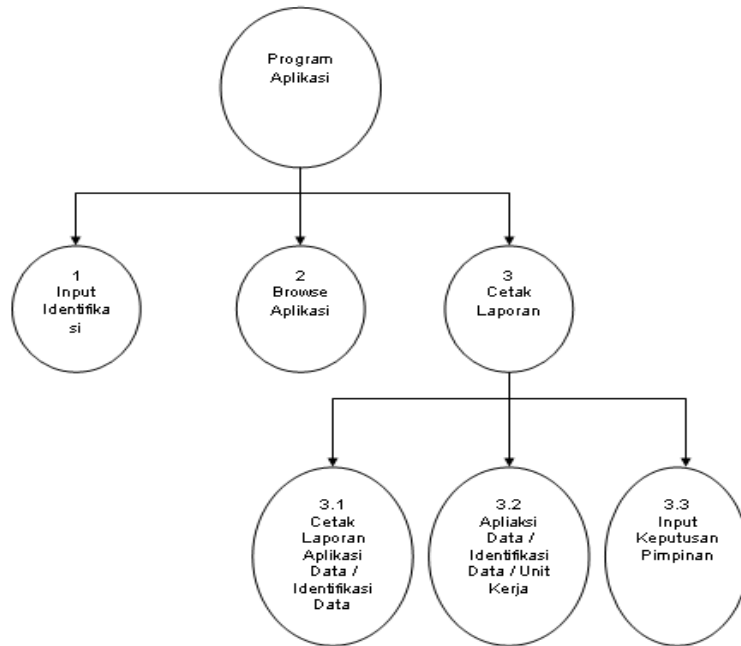 Program
Aplikasi
1
Input
Identifika
si
2
Browse
Aplikasi
3
Cetak
Laporan
3.1
Cetak
Laporan
Aplikasi
Data /
Identifikasi
Data
3.2
Apliaksi
Data /
Identifikasi
Data / Unit
Kerja
3.3
Input
Keputusan
Pimpinan